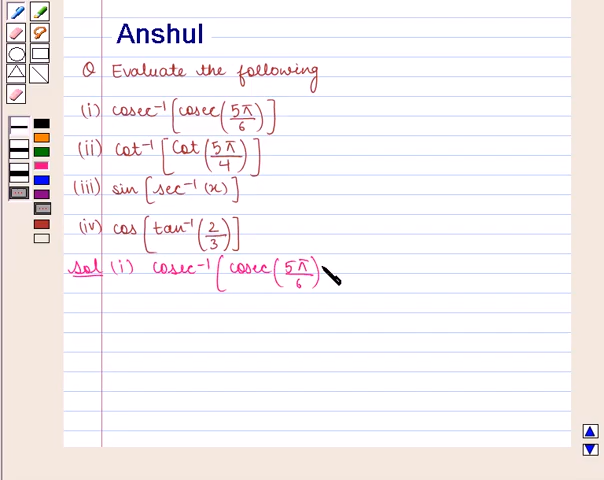 Anshul
Q Evaluate the following
(i) cosec⁻¹[cosec(5π/6)]
(ii) cot⁻¹[cot(5π/4)]
(iii) sin[sec⁻¹(x)]
(iv) cos[tan⁻¹(2/3)]
Sol (i) cosec⁻¹[cosec(5π/6)